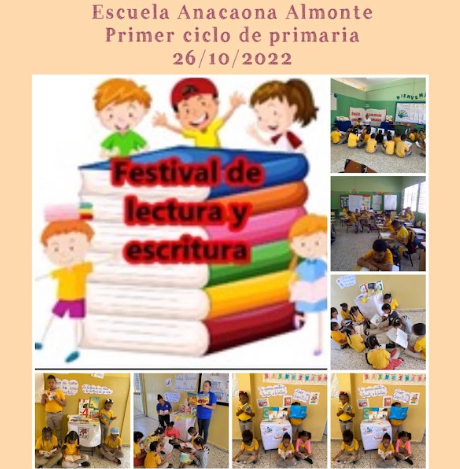 Escuela Anacaona Almonte
Primer ciclo de primaria
26/10/2022
Festival de
lectura y
escritura